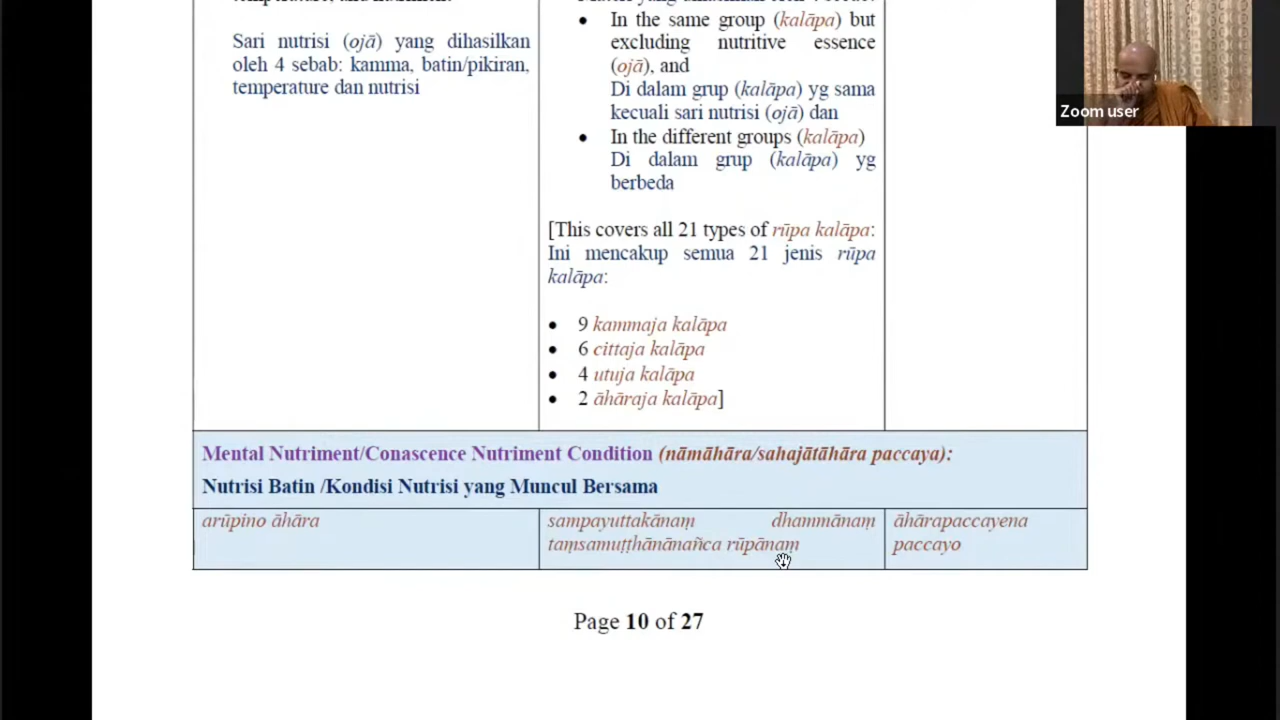 Sari nutrisi (ojā) yang dihasilkan
oleh 4 sebab: kamma, batin/pikiran,
temperature dan nutrisi
• In the same group (kalāpa) but
excluding nutritive essence
(ojā), and
Di dalam grup (kalāpa) yg sama
kecuali sari nutrisi (ojā) dan
• In the different groups (kalāpa)
Di dalam grup (kalāpa) yg
berbeda
[This covers all 21 types of rūpa kalāpa:
Ini mencakup semua 21 jenis rūpa
kalāpa:
• 9 kammaja kalāpa
• 6 cittaja kalāpa
• 4 utuja kalāpa
• 2 āhāraja kalāpa]
Mental Nutriment/Conascence Nutriment Condition (nāmāhāra/sahajātāhāra paccaya):
Nutrisi Batin /Kondisi Nutrisi yang Muncul Bersama
arūpino āhāra
sampayuttakānaṃ dhammānaṃ
taṃsamuṭṭhānānañca rūpānaṃ
āhārapaccayena
paccayo
Page 10 of 27
Zoom user